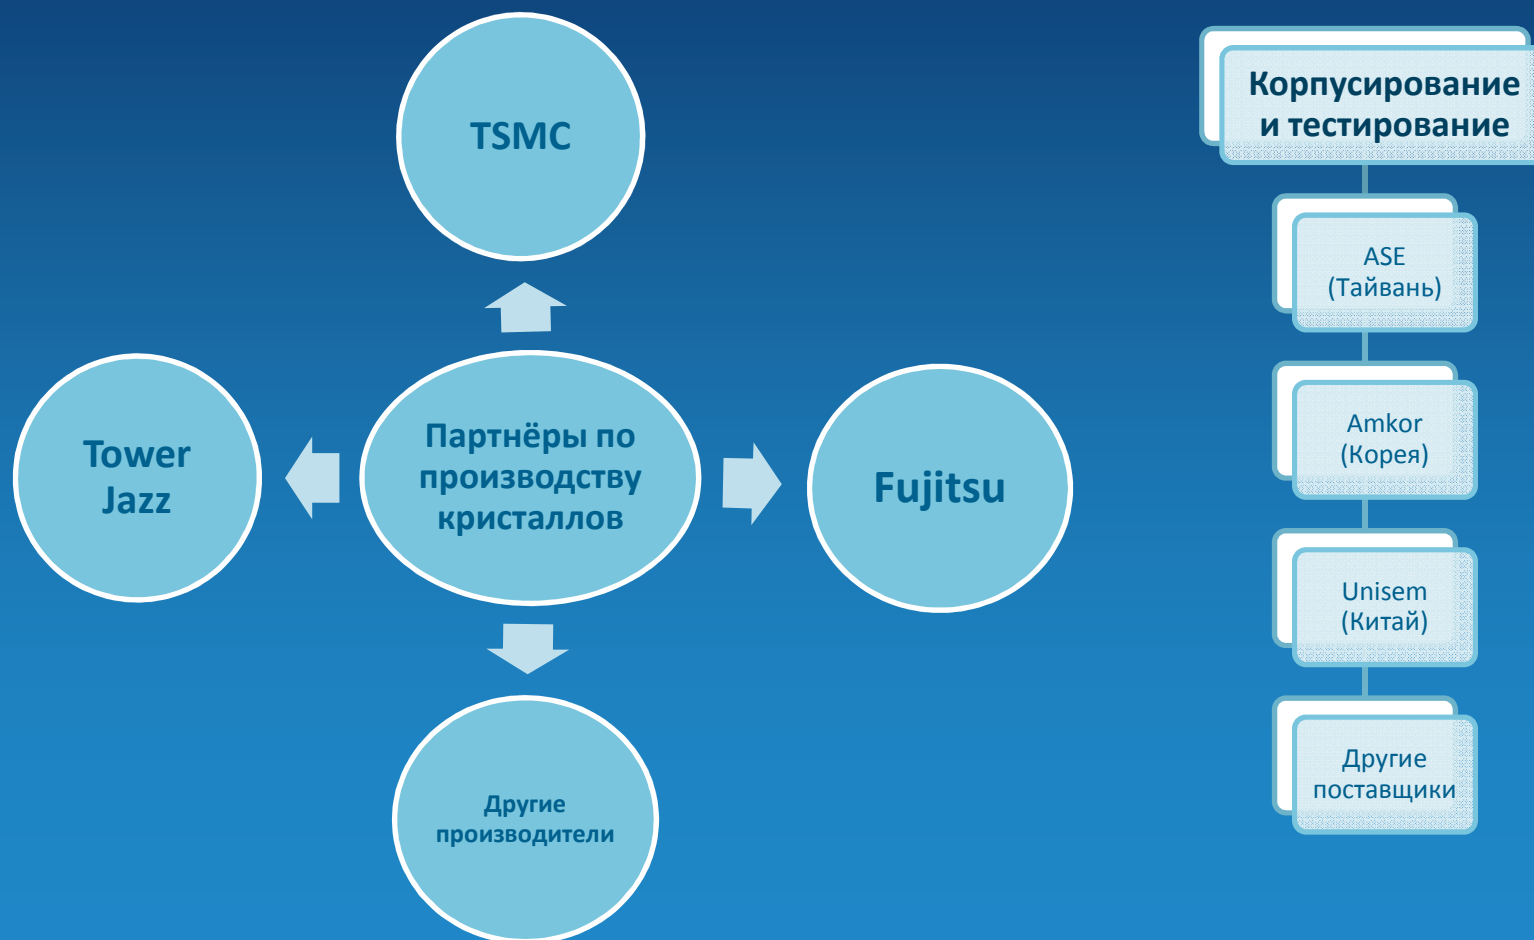 TSMC
Tower
Jazz
Партнёры по
производству
кристаллов
Fujitsu
Другие
производители
Корпусирование
и тестирование
ASE
(Тайвань)
Amkor
(Корея)
Unisem
(Китай)
Другие
поставщики